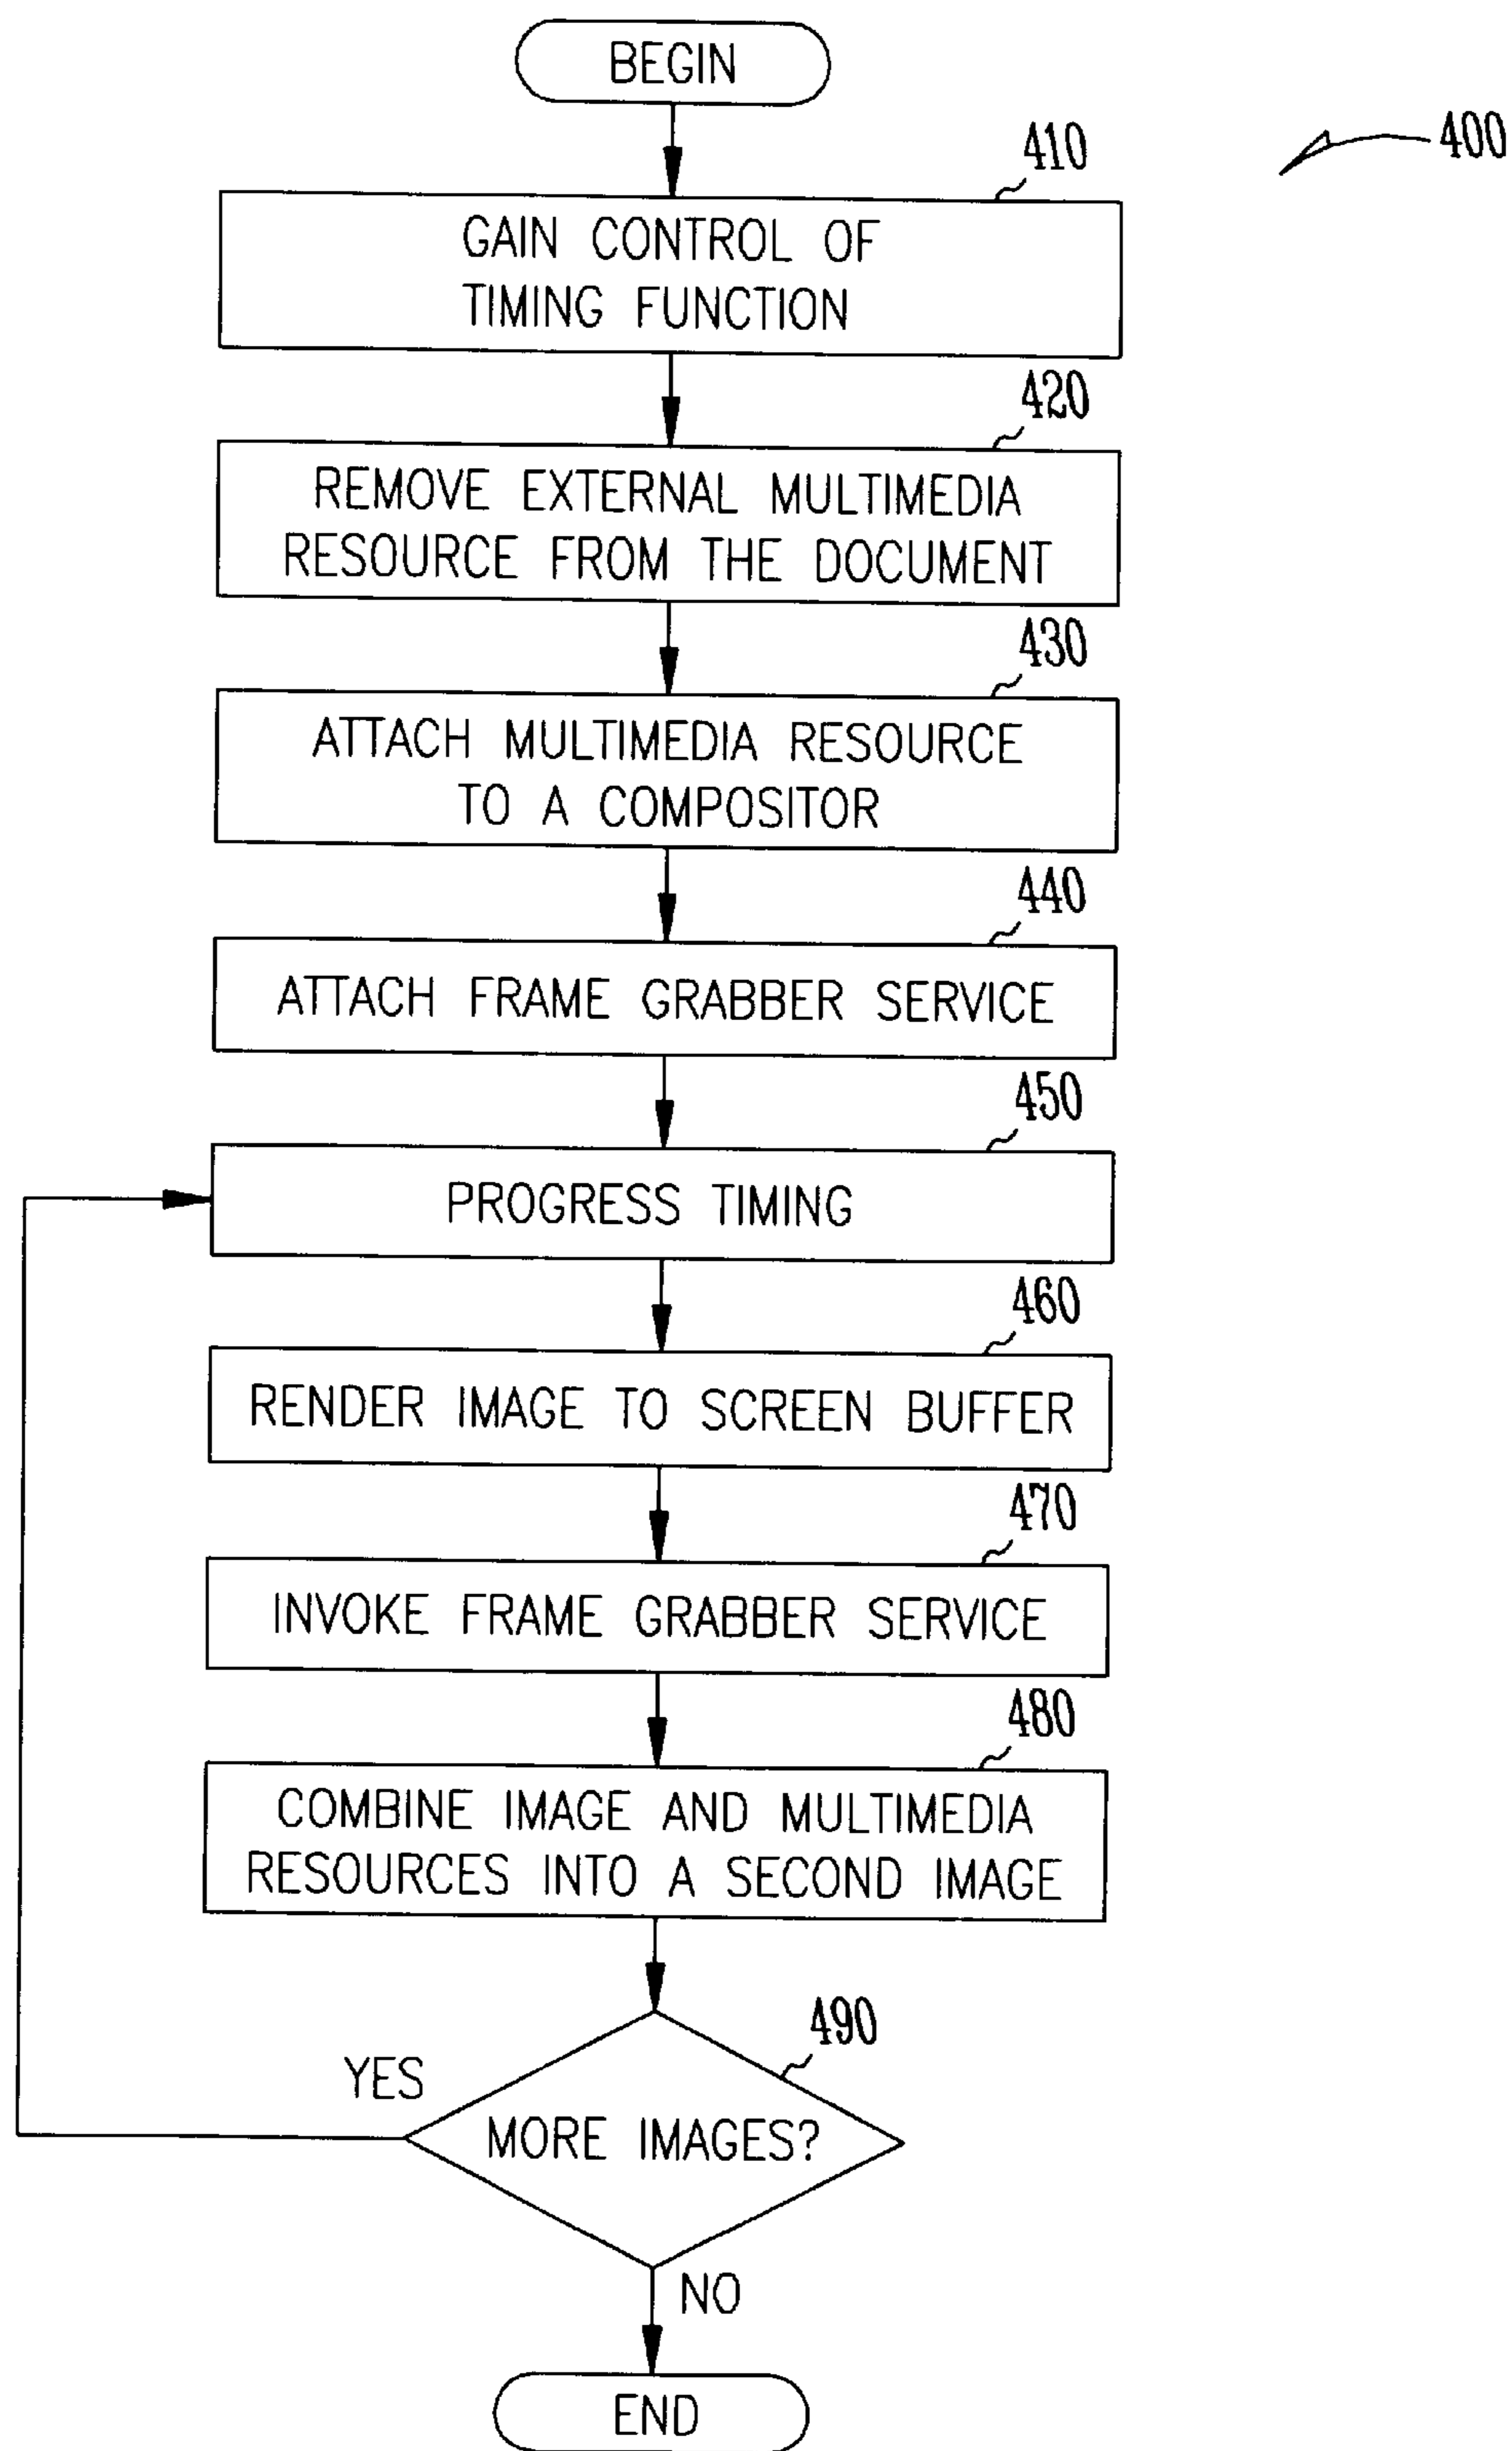 BEGIN
400
410
GAIN CONTROL OF
TIMING FUNCTION
420
REMOVE EXTERNAL MULTIMEDIA
RESOURCE FROM THE DOCUMENT
430
ATTACH MULTIMEDIA RESOURCE
TO A COMPOSITOR
440
ATTACH FRAME GRABBER SERVICE
450
PROGRESS TIMING
460
RENDER IMAGE TO SCREEN BUFFER
470
INVOKE FRAME GRABBER SERVICE
480
COMBINE IMAGE AND MULTIMEDIA
RESOURCES INTO A SECOND IMAGE
490
YES
MORE IMAGES?
NO
END